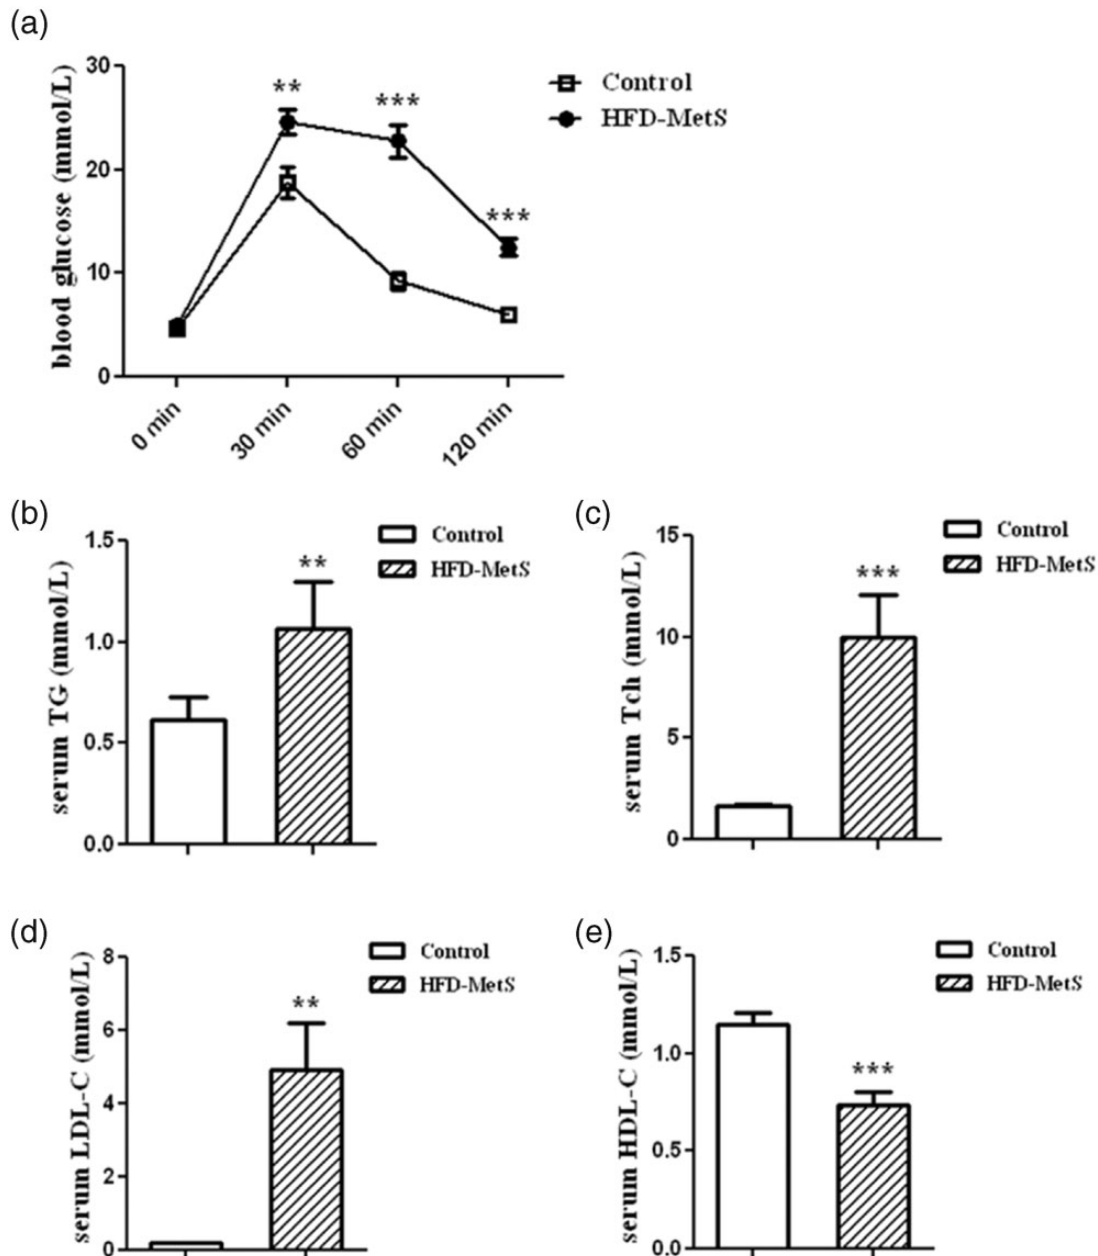 (a)
blood glucose (mmol/L)
30
20
10
0
**
***
***
Control
HFD-MetS
0 min
30 min
60 min
120 min
(b)
serum TG (mmol/L)
1.5
1.0
0.5
0.0
**
Control
HFD-MetS
(c)
serum Tch (mmol/L)
15
10
5
0
***
Control
HFD-MetS
(d)
serum LDL-C (mmol/L)
8
6
4
2
0
**
Control
HFD-MetS
(e)
serum HDL-C (mmol/L)
1.5
1.0
0.5
0.0
***
Control
HFD-MetS